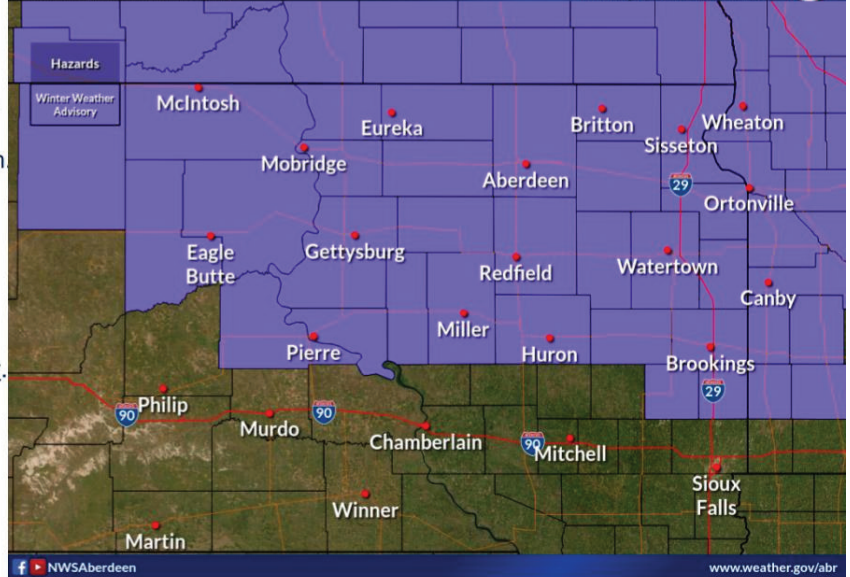 Hazards
Winter Weather
Advisory
McIntosh
Eureka
Britton
Wheaton
Sisseton
Mobridge
Aberdeen
29
Ortonville
Eagle
Butte
Gettysburg
Redfield
Watertown
Canby
Miller
Pierre
Huron
Brookings
29
Philip
90
Murdo
90
Chamberlain
90
Mitchell
Sioux
Falls
Winner
Martin
NWSAberdeen
www.weather.gov/abr